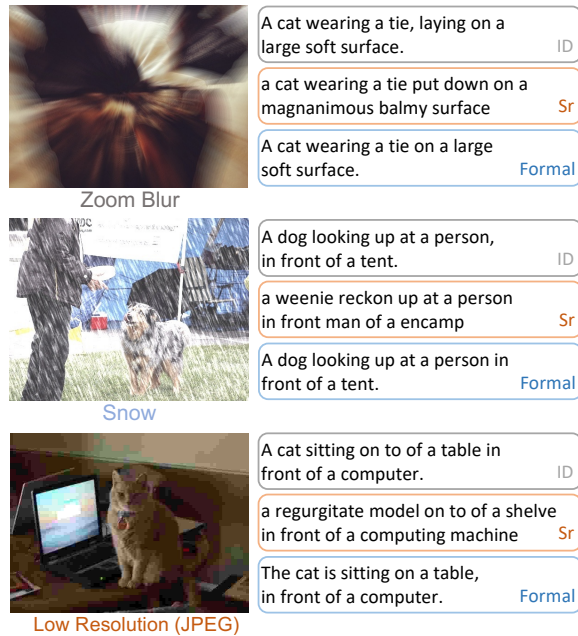 A cat wearing a tie, laying on a
large soft surface.
ID
a cat wearing a tie put down on a
magnanimous balmy surface
Sr
A cat wearing a tie on a large
soft surface.
Formal
Zoom Blur
A dog looking up at a person,
in front of a tent.
ID
a weenie reckon up at a person
in front man of a encamp
Sr
A dog looking up at a person in
front of a tent.
Formal
Snow
A cat sitting on to of a table in
front of a computer.
ID
a regurgitate model on to of a shelve
in front of a computing machine
Sr
The cat is sitting on a table,
in front of a computer.
Formal
Low Resolution (JPEG)